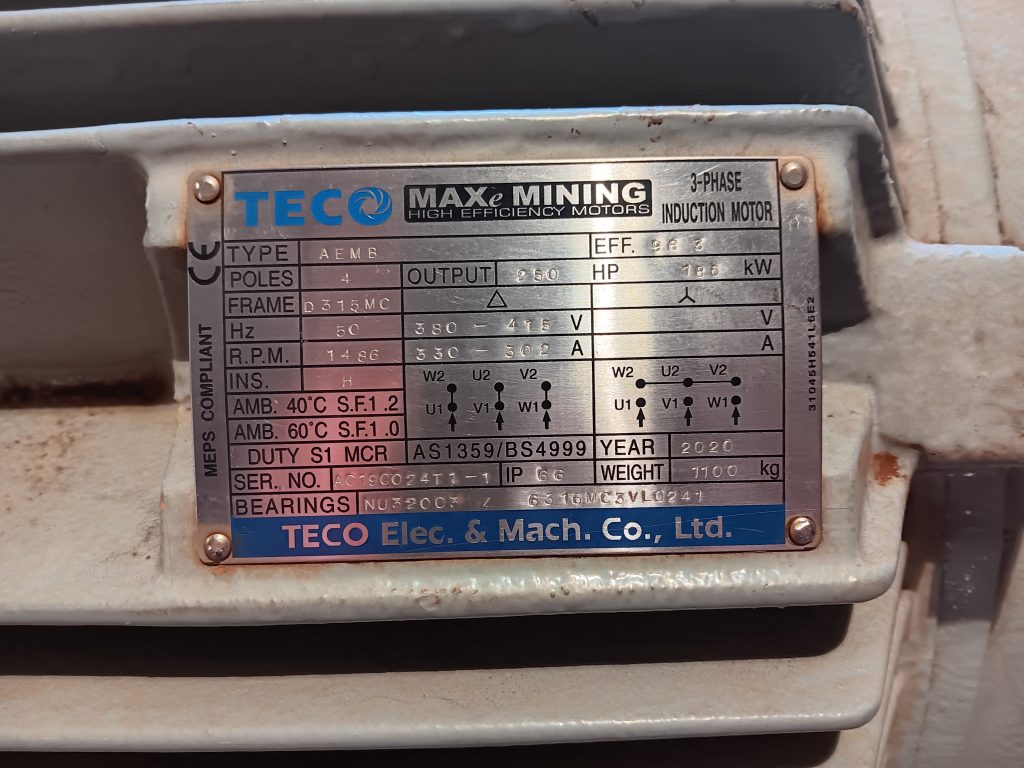 TECO MAXe MINING 3-PHASE
HIGH EFFICIENCY MOTORS INDUCTION MOTOR
CE
MEPS COMPLIANT
TYPE AEMB EFF. 96.3
POLES 4 OUTPUT 250 HP 185 kW
FRAME D315MC △ Y
Hz 50 380 - 415 V V
R.P.M. 1486 330 - 302 A A
INS. H W2 U2 V2 W2 U2 V2
AMB. 40°C S.F.1.2 U1 V1 W1 U1 V1 W1
AMB. 60°C S.F.1.0
DUTY S1 MCR AS1359/BS4999 YEAR 2020
SER. NO. AC19C024T1-1 IP 66 WEIGHT 1100 kg
BEARINGS NU320C3 / 6316MC3VL0241
TECO Elec. & Mach. Co., Ltd.
31045H541L6E2